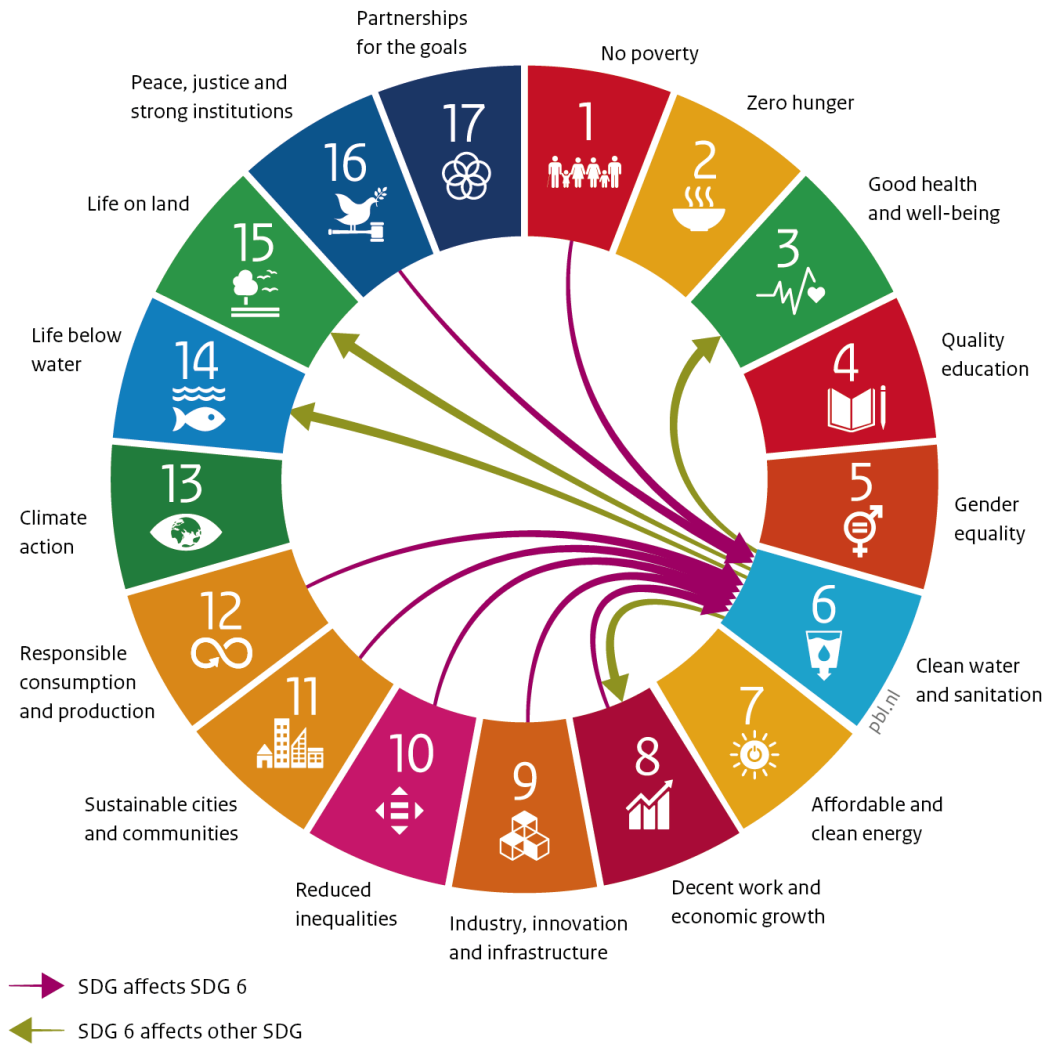 Partnerships
for the goals
No poverty
Peace, justice and
strong institutions
Zero hunger
17
1
16
2
Good health
and well-being
Life on land
15
3
Life below
water
14
4
Quality
education
13
5
Climate
action
Gender
equality
12
6
Responsible
consumption
and production
Clean water
and sanitation
pbl.nl
11
7
10
8
9
Sustainable cities
and communities
Affordable and
clean energy
Reduced
inequalities
Decent work and
economic growth
Industry, innovation
and infrastructure
SDG affects SDG 6
SDG 6 affects other SDG